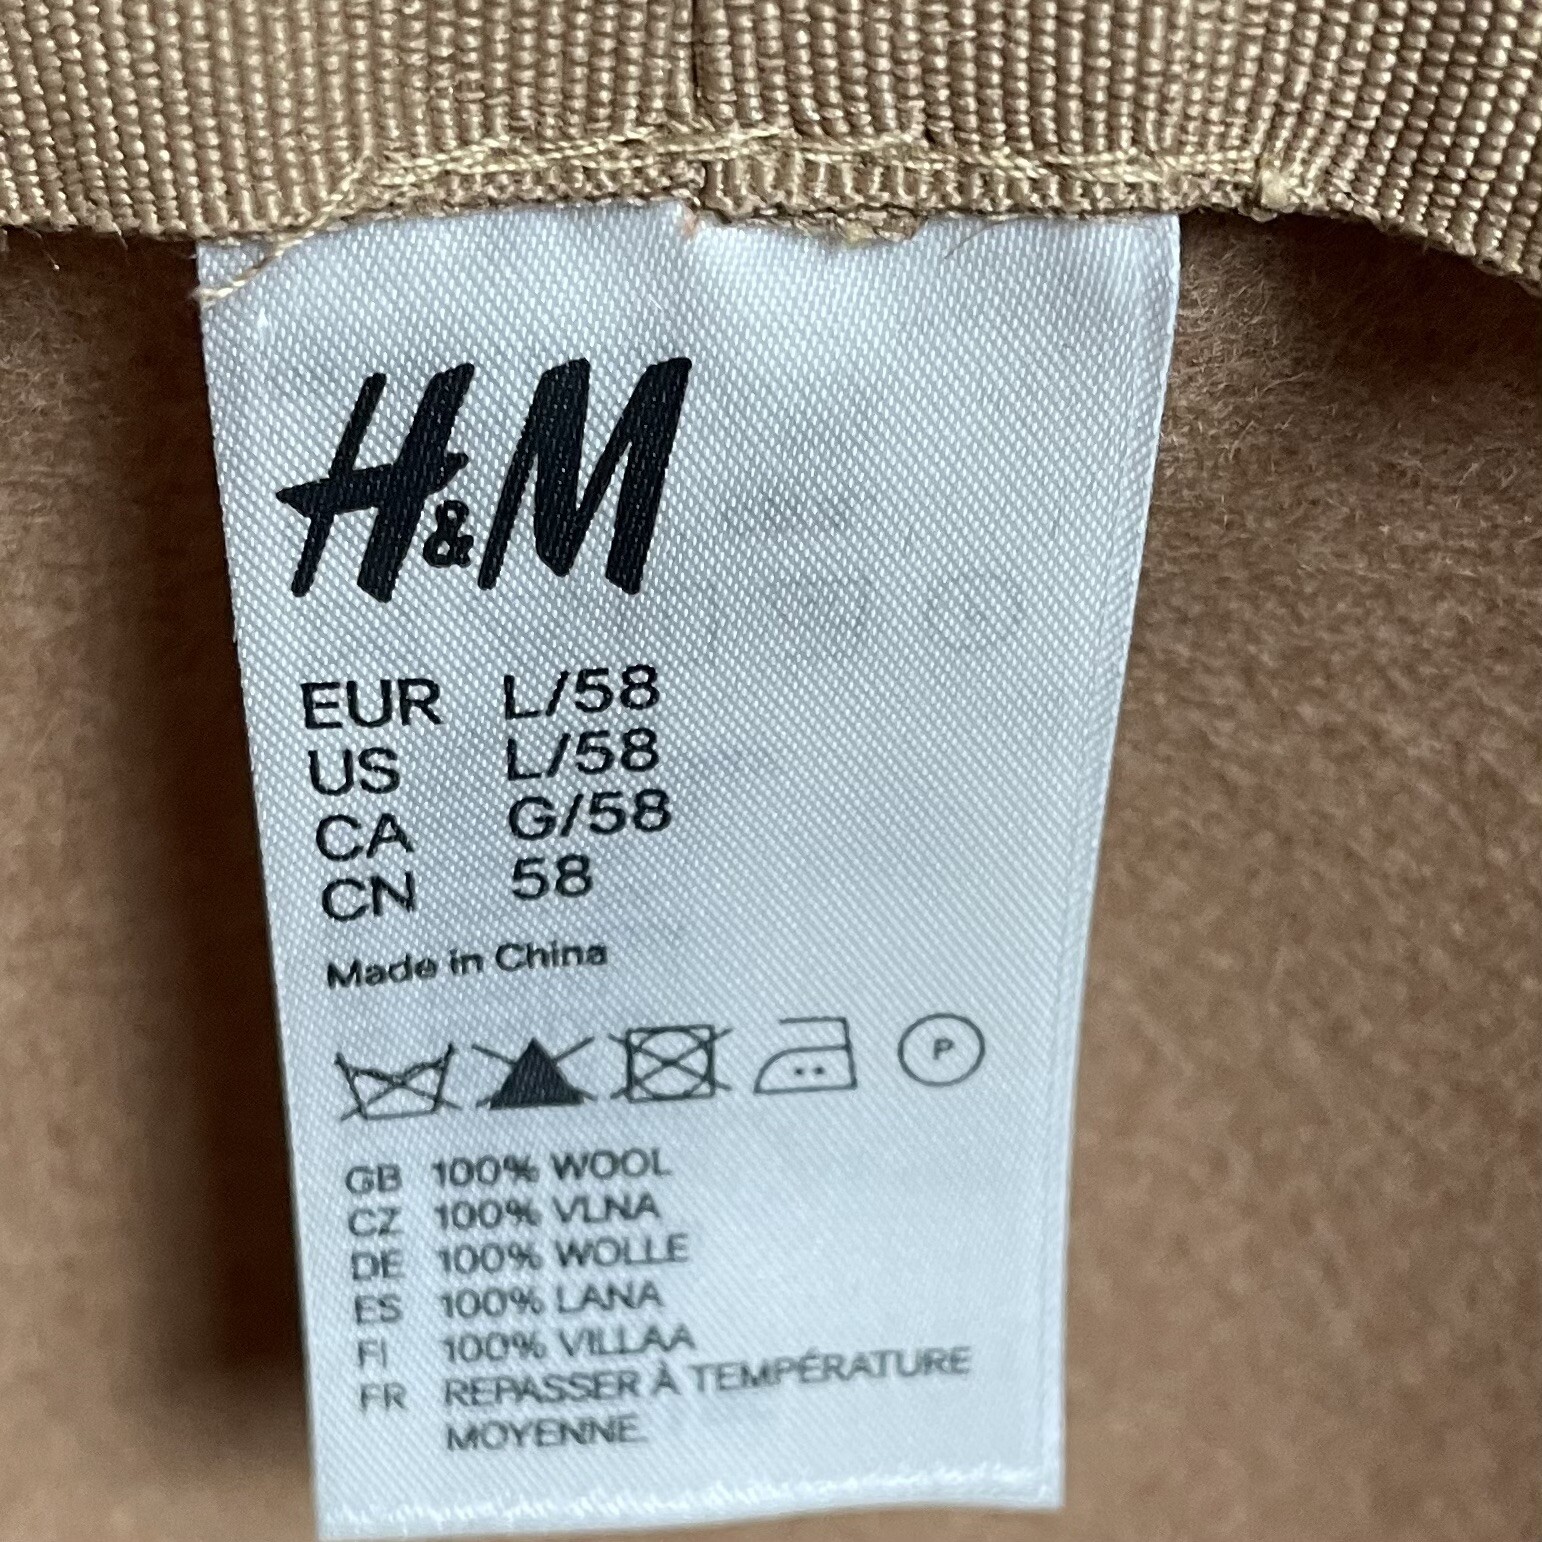 H&M
EUR L/58
US L/58
CA G/58
CN 58
Made in China
P
GB 100% WOOL
CZ 100% VLNA
DE 100% WOLLE
ES 100% LANA
FI 100% VILLAA
FR REPASSER À TEMPÉRATURE
MOYENNE.